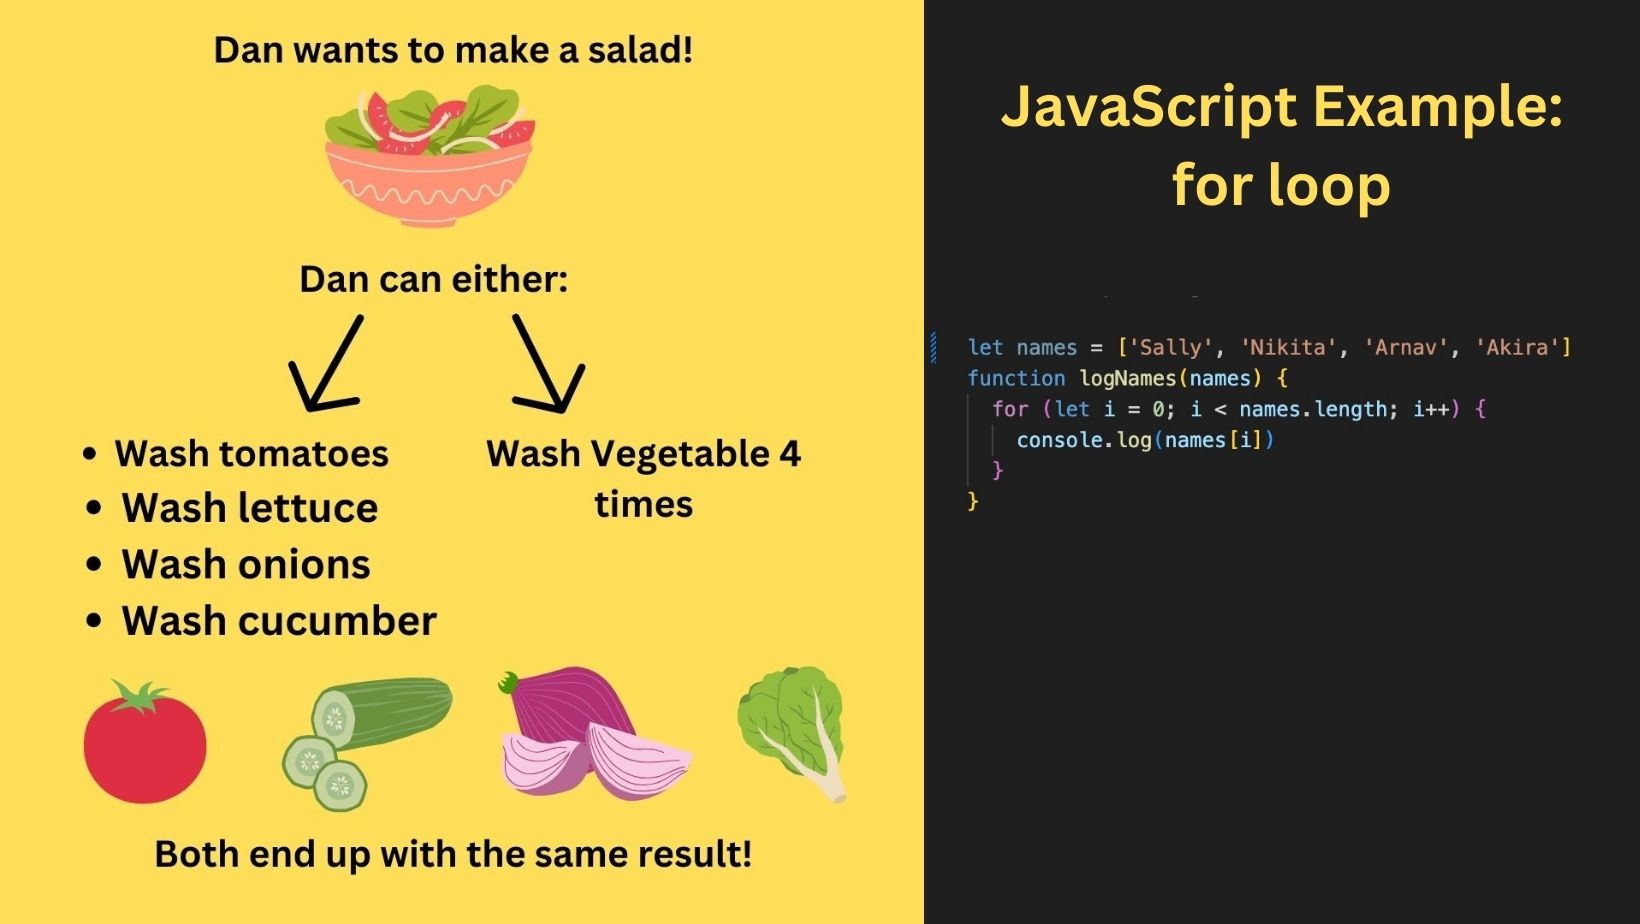 Dan wants to make a salad!
Dan can either:
• Wash tomatoes
• Wash lettuce
• Wash onions
• Wash cucumber
Wash Vegetable 4
times
Both end up with the same result!
JavaScript Example:
for loop
let names = ['Sally', 'Nikita', 'Arnav', 'Akira']
function logNames(names) {
  for (let i = 0; i < names.length; i++) {
    console.log(names[i])
  }
}